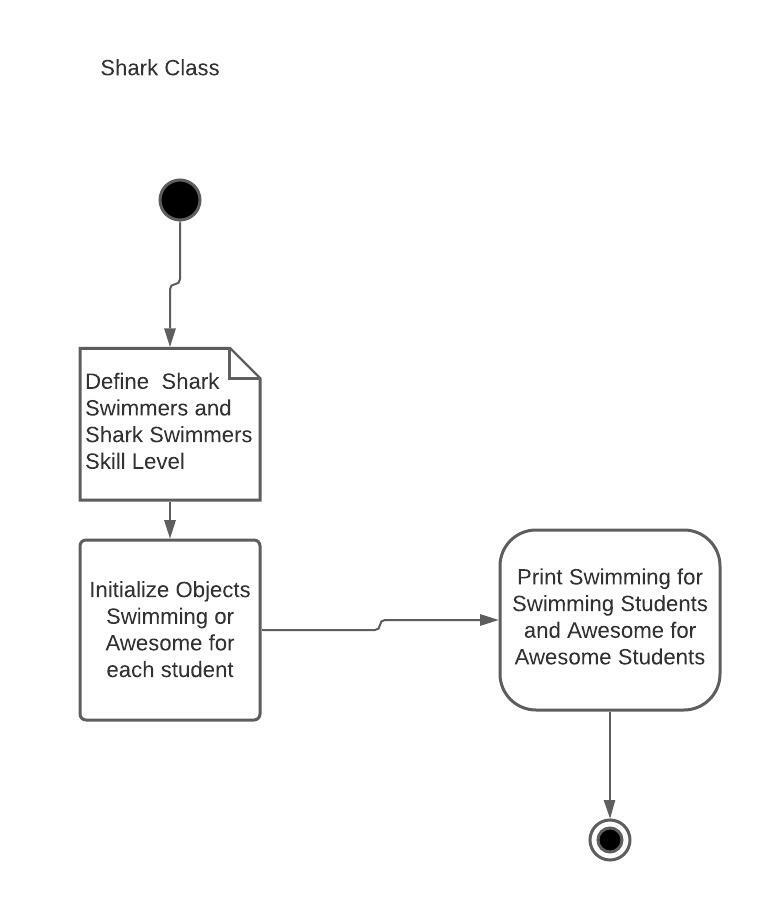 Shark Class
Define  Shark
Swimmers and
Shark Swimmers
Skill Level
Initialize Objects
Swimming or
Awesome for
each student
Print Swimming for
Swimming Students
and Awesome for
Awesome Students